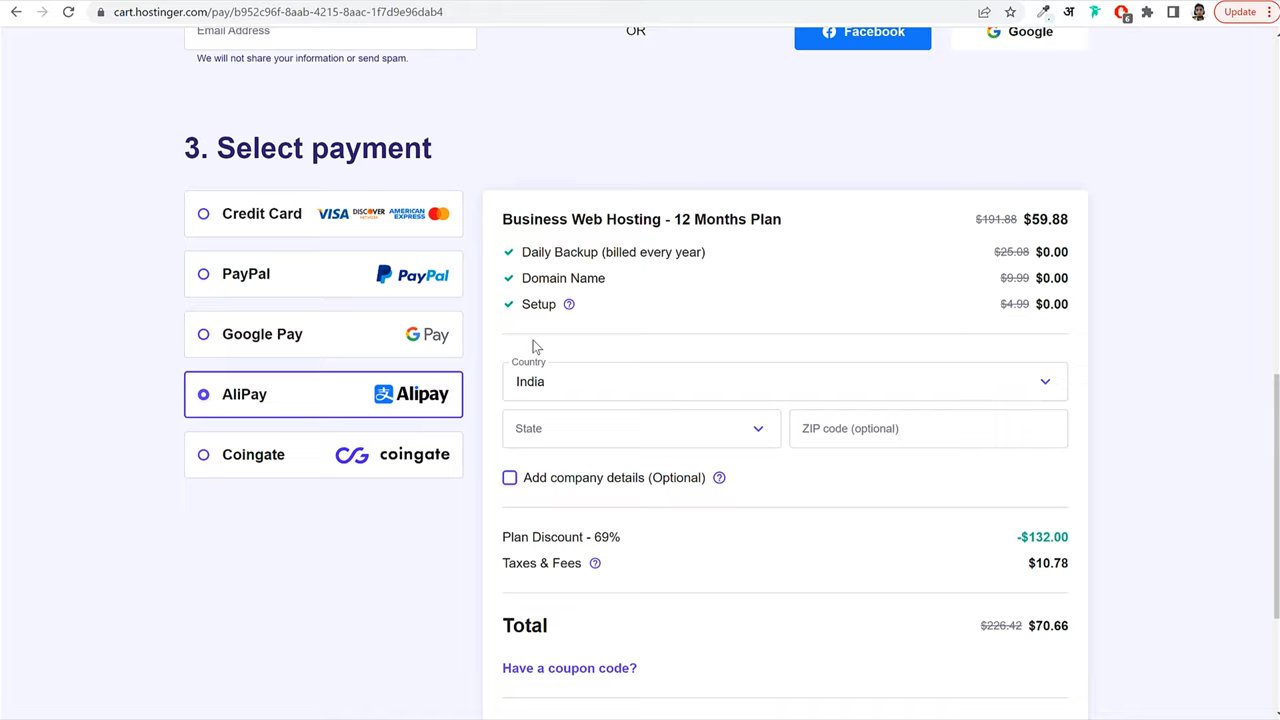 cart.hostinger.com/pay/b952c96f-8aab-4215-8aac-1f7d9e96dab4
अ
6
Update
Email Address
OR
Facebook
Google
We will not share your information or send spam.
3. Select payment
Credit Card VISA DISCOVER NETWORK AMERICAN EXPRESS
PayPal PayPal
Google Pay G Pay
AliPay 支 Alipay
Coingate coingate
Business Web Hosting - 12 Months Plan $191.88 $59.88
Daily Backup (billed every year) $25.08 $0.00
Domain Name $9.99 $0.00
Setup ? $4.99 $0.00
Country
India
State
ZIP code (optional)
Add company details (Optional) ?
Plan Discount - 69% -$132.00
Taxes & Fees ? $10.78
Total $226.42 $70.66
Have a coupon code?